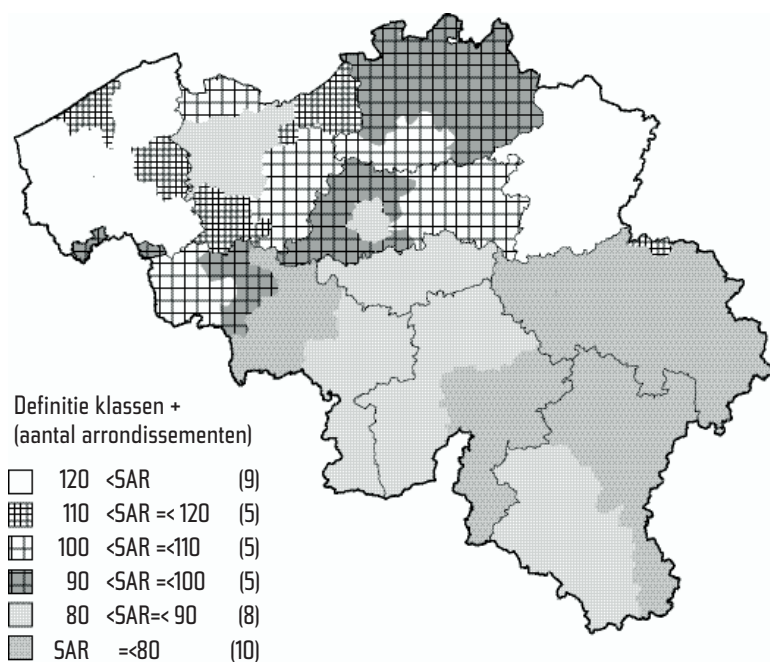 Definitie klassen +
(aantal arrondissementen)
120 <SAR (9)
110 <SAR =< 120 (5)
100 <SAR =<110 (5)
90 <SAR =<100 (5)
80 <SAR=< 90 (8)
SAR =<80 (10)